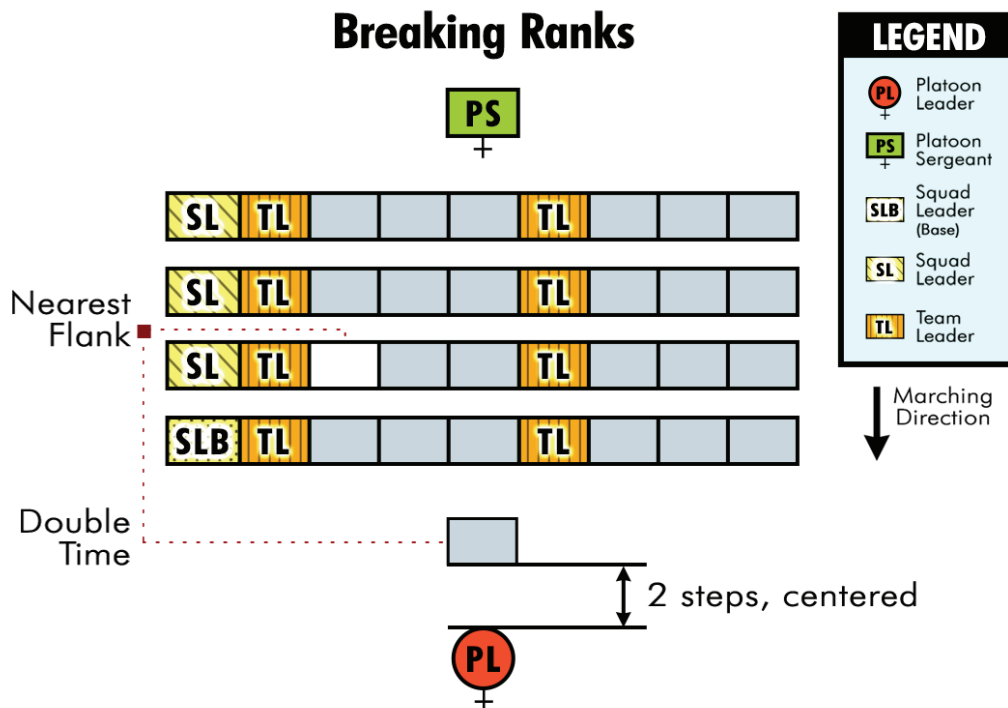 Breaking Ranks
PS
SL TL TL
SL TL TL
Nearest
Flank
SL TL TL
SLB TL TL
Double
Time
2 steps, centered
PL
LEGEND
PL Platoon
Leader
PS Platoon
Sergeant
SLB Squad
Leader
(Base)
SL Squad
Leader
TL Team
Leader
Marching
Direction